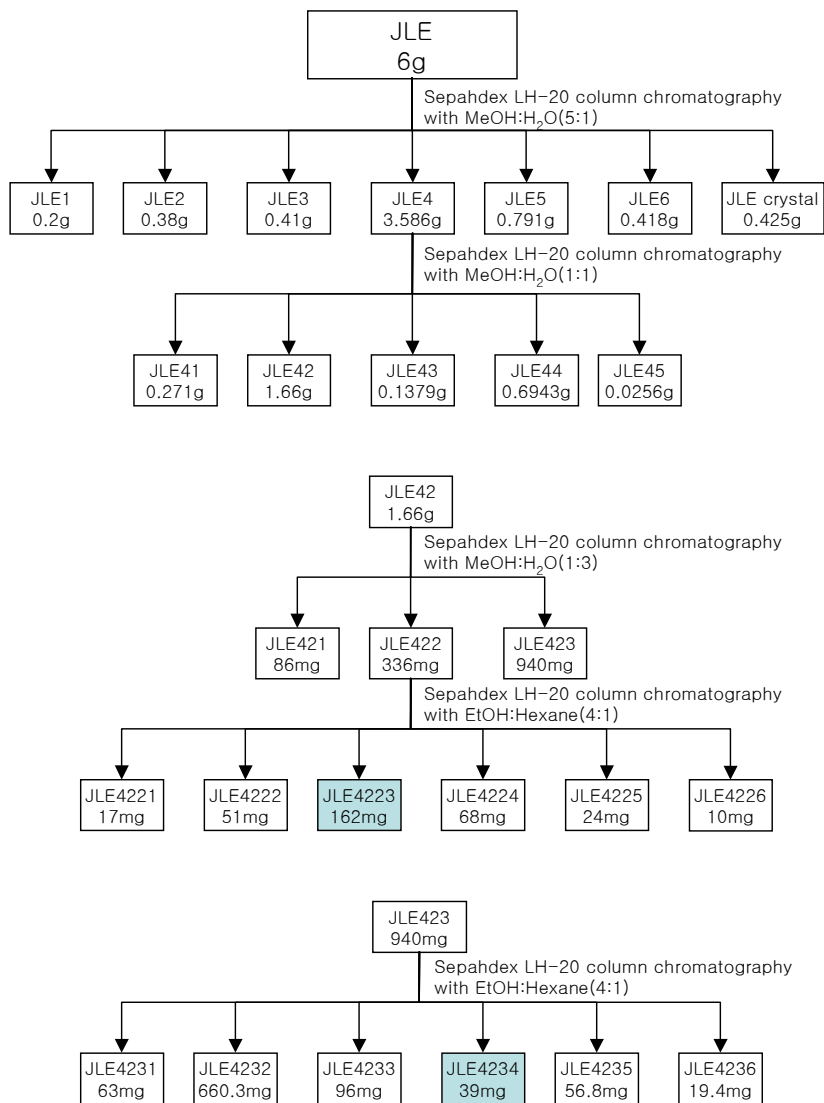 JLE
6g
Sepahdex LH-20 column chromatography
with MeOH:H₂O(5:1)
JLE1
0.2g
JLE2
0.38g
JLE3
0.41g
JLE4
3.586g
JLE5
0.791g
JLE6
0.418g
JLE crystal
0.425g
Sepahdex LH-20 column chromatography
with MeOH:H₂O(1:1)
JLE41
0.271g
JLE42
1.66g
JLE43
0.1379g
JLE44
0.6943g
JLE45
0.0256g
JLE42
1.66g
Sepahdex LH-20 column chromatography
with MeOH:H₂O(1:3)
JLE421
86mg
JLE422
336mg
JLE423
940mg
Sepahdex LH-20 column chromatography
with EtOH:Hexane(4:1)
JLE4221
17mg
JLE4222
51mg
JLE4223
162mg
JLE4224
68mg
JLE4225
24mg
JLE4226
10mg
JLE423
940mg
Sepahdex LH-20 column chromatography
with EtOH:Hexane(4:1)
JLE4231
63mg
JLE4232
660.3mg
JLE4233
96mg
JLE4234
39mg
JLE4235
56.8mg
JLE4236
19.4mg